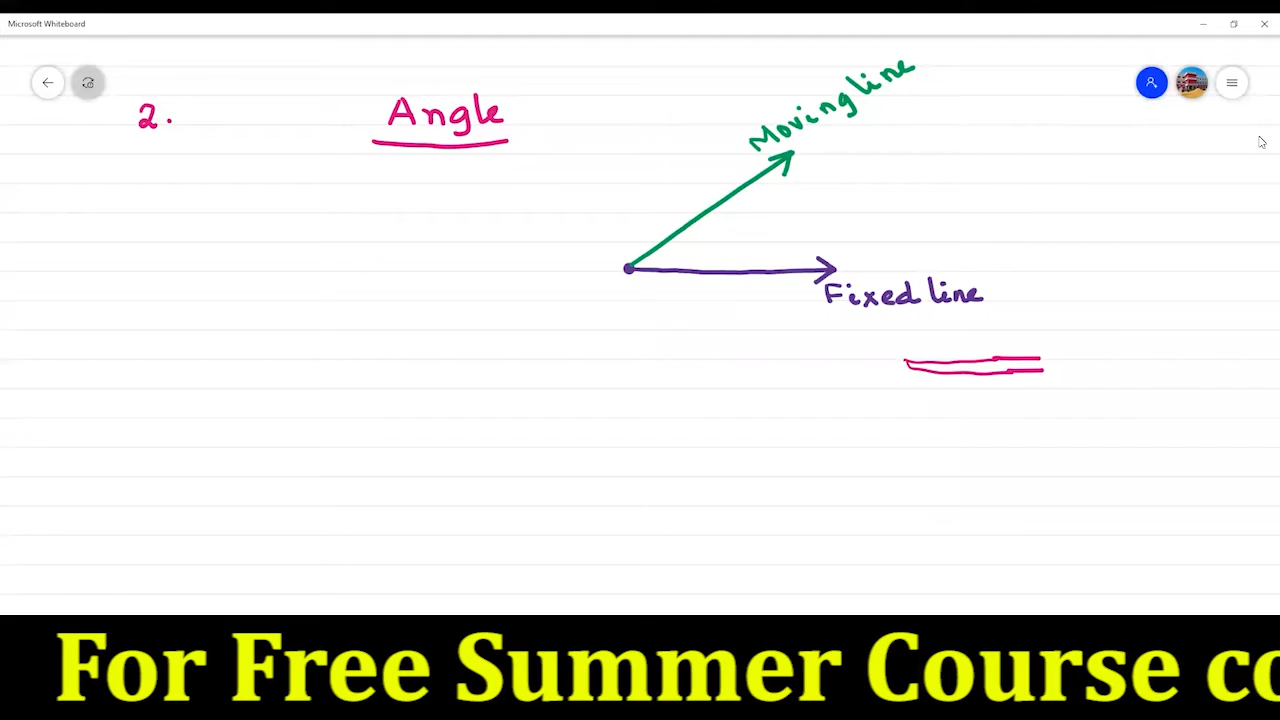 Microsoft Whiteboard
2. Angle
Moving line
Fixed line
For Free Summer Course co